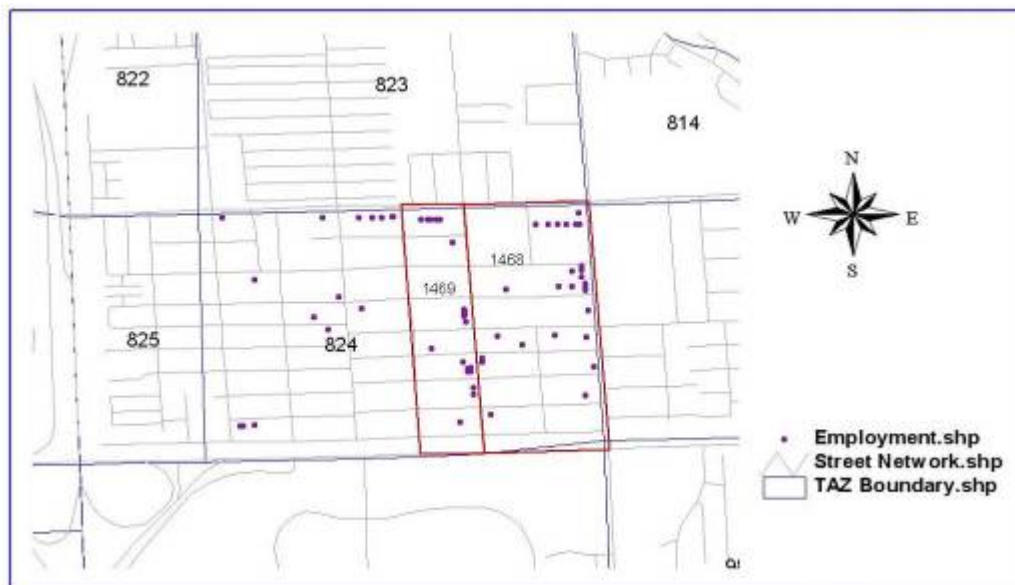 822
823
814
N
W E
S
1468
1469
825
824
Employment.shp
Street Network.shp
TAZ Boundary.shp